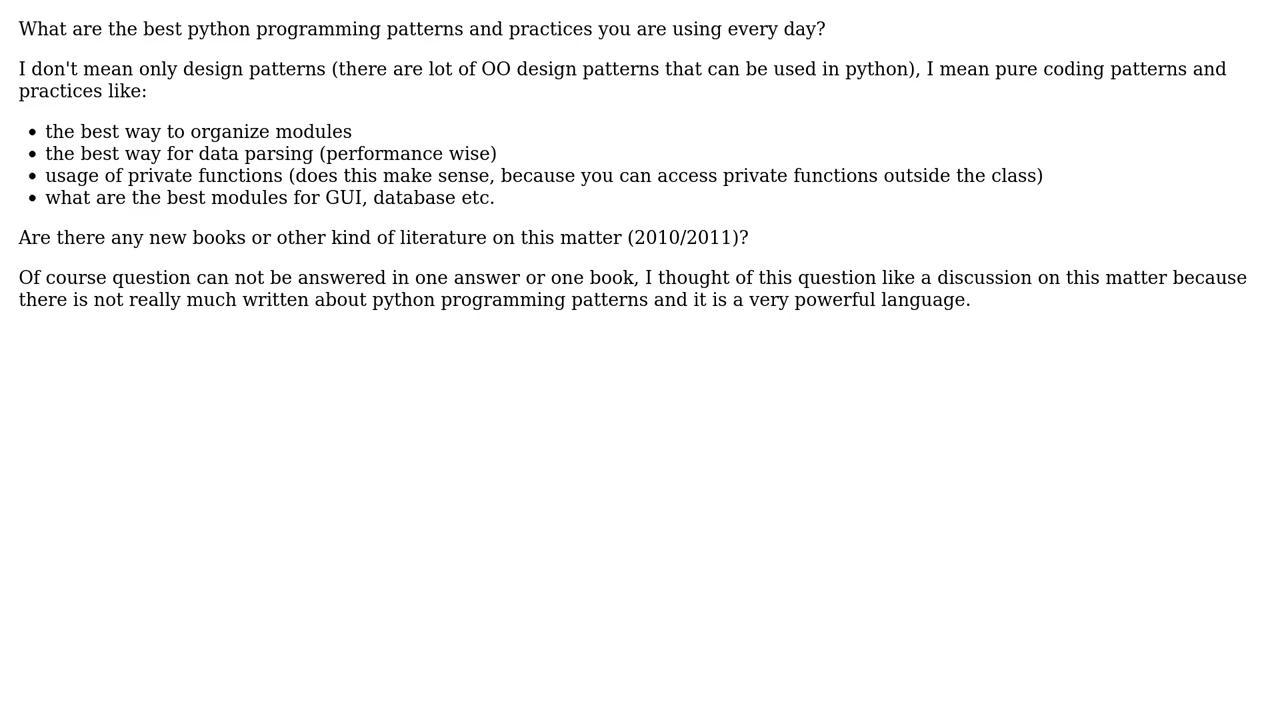 What are the best python programming patterns and practices you are using every day?
I don't mean only design patterns (there are lot of OO design patterns that can be used in python), I mean pure coding patterns and
practices like:
• the best way to organize modules
• the best way for data parsing (performance wise)
• usage of private functions (does this make sense, because you can access private functions outside the class)
• what are the best modules for GUI, database etc.
Are there any new books or other kind of literature on this matter (2010/2011)?
Of course question can not be answered in one answer or one book, I thought of this question like a discussion on this matter because
there is not really much written about python programming patterns and it is a very powerful language.